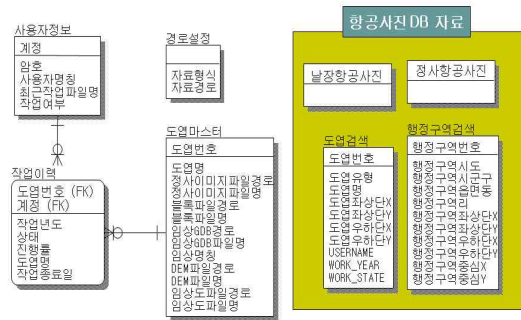 사용자정보
계정
암호
사용자명칭
최근작업파일명
작업여부
경로설정
자료형식
자료경로
작업이력
도엽번호 (FK)
계정 (FK)
작업년도
상태
진행률
도엽명
작업종료일
도엽마스터
도엽번호
도엽명
정사이미지파일경로
정사이미지파일명
블록파일경로
블록파일명
임상GDB경로
임상GDB파일명
임상명칭
DEM파일경로
DEM파일명
임상도파일경로
임상도파일명
항공사진DB 자료
낱장항공사진
정사항공사진
도엽검색
도엽번호
도엽유형
도엽명
도엽좌상단X
도엽좌상단Y
도엽우하단X
도엽우하단Y
USERNAME
WORK_YEAR
WORK_STATE
행정구역검색
행정구역번호
행정구역시도
행정구역시군구
행정구역읍면동
행정구역리
행정구역좌상단X
행정구역좌상단Y
행정구역우하단X
행정구역우하단Y
행정구역중심X
행정구역중심Y